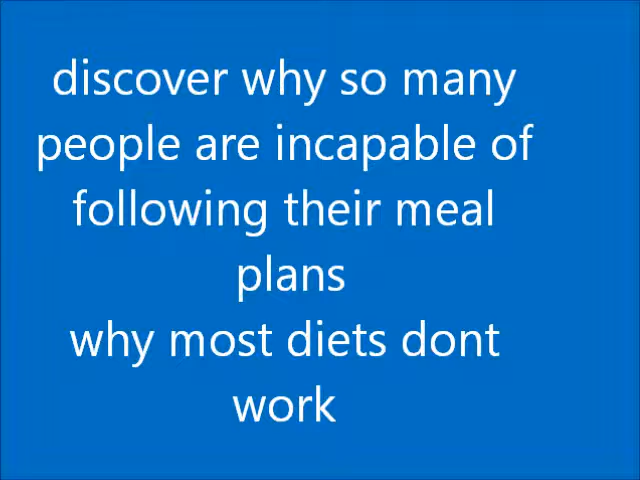 discover why so many
people are incapable of
following their meal
plans
why most diets dont
work